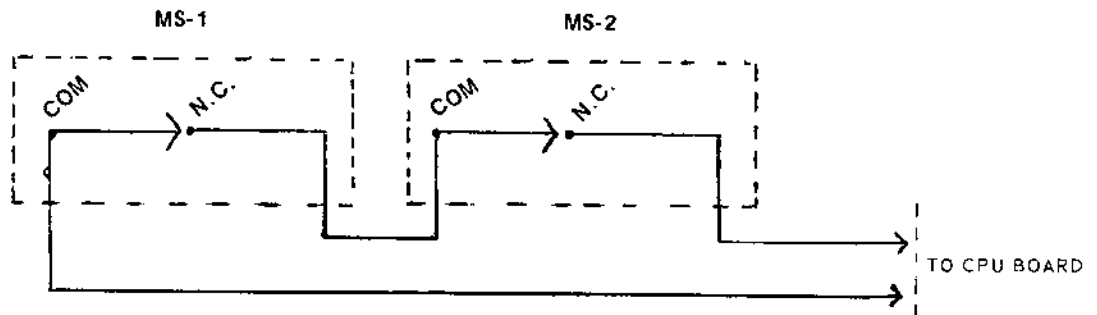 MS-1
MS-2
COM
N.C.
COM
N.C.
TO CPU BOARD